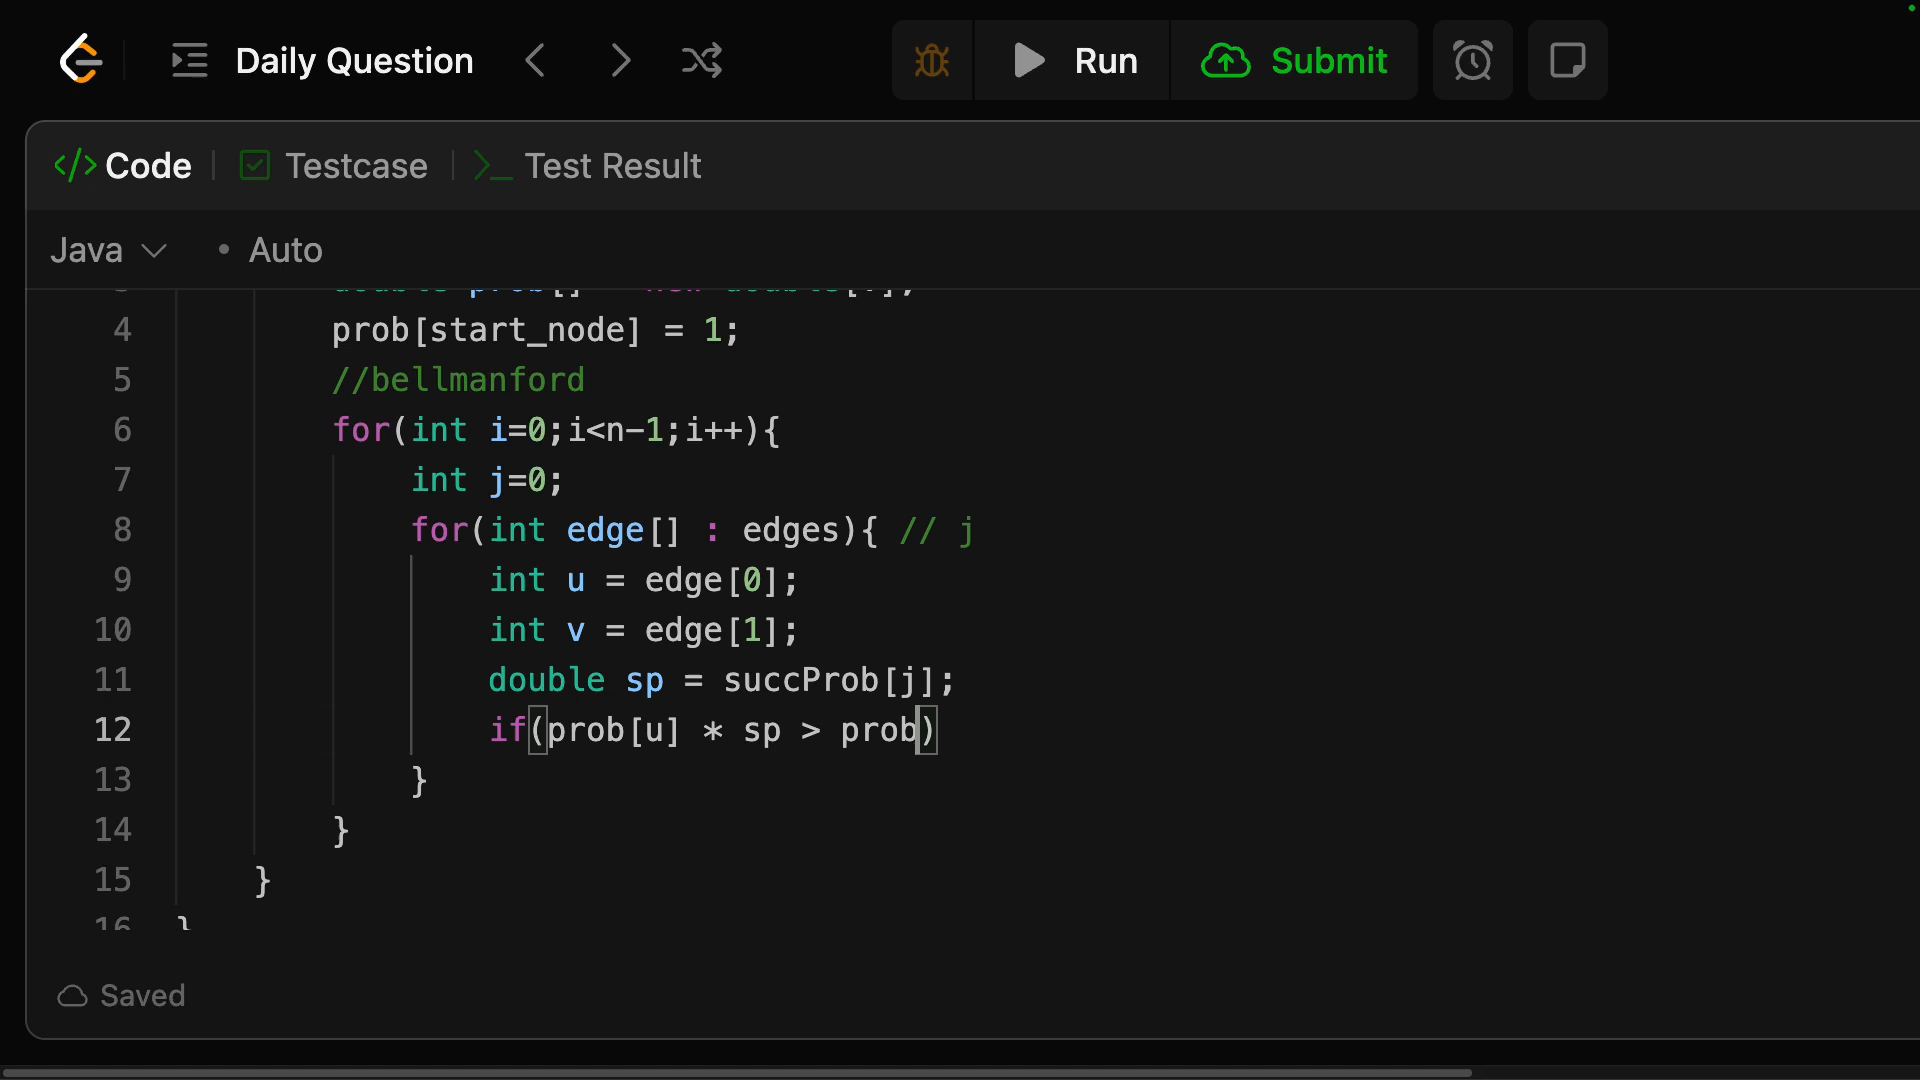 Daily Question Run Submit
Code Testcase Test Result
Java Auto
4 prob[start_node] = 1;
5 //bellmanford
6 for(int i=0;i<n-1;i++){
7 int j=0;
8 for(int edge[] : edges){ // j
9 int u = edge[0];
10 int v = edge[1];
11 double sp = succProb[j];
12 if(prob[u] * sp > prob)
13 }
14 }
15 }
16 }
Saved